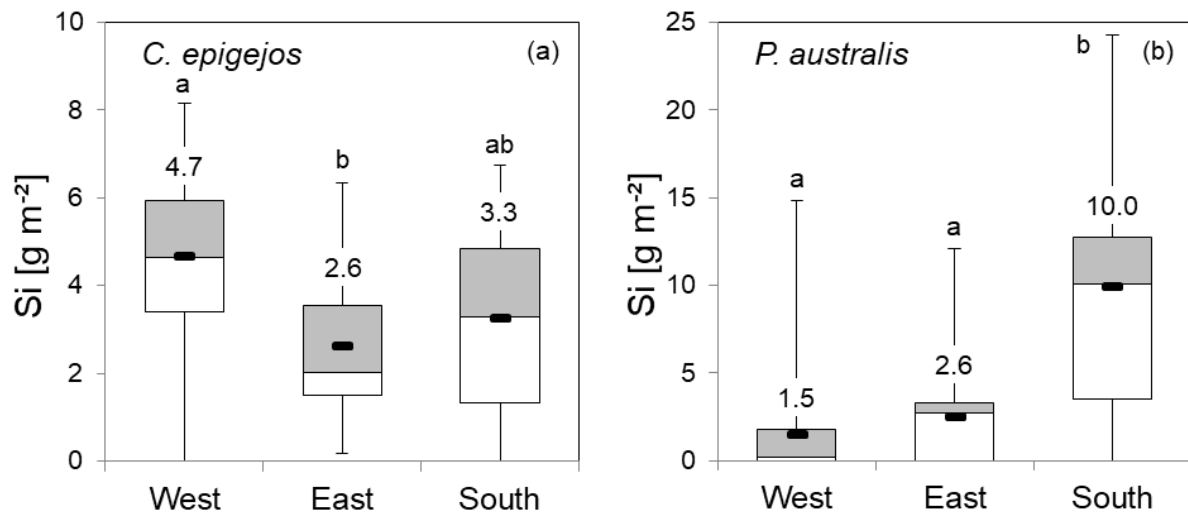 C. epigejos
(a)
Si [g m⁻²]
10
8
6
4
2
0
a
4.7
b
2.6
ab
3.3
West
East
South
P. australis
(b)
Si [g m⁻²]
25
20
15
10
5
0
a
1.5
a
2.6
b
10.0
West
East
South